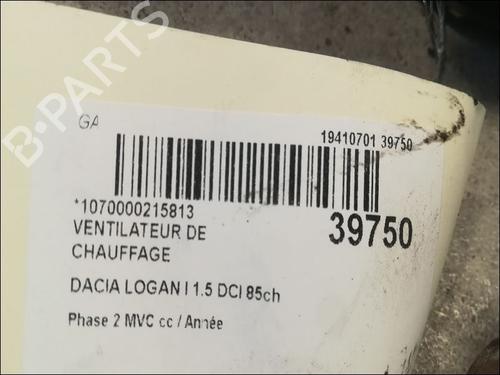 B-PARTS
GA
19410701 39750
*1070000215813
39750
VENTILATEUR DE
CHAUFFAGE
DACIA LOGAN I 1.5 DCI 85ch
Phase 2 MVC cc / Année